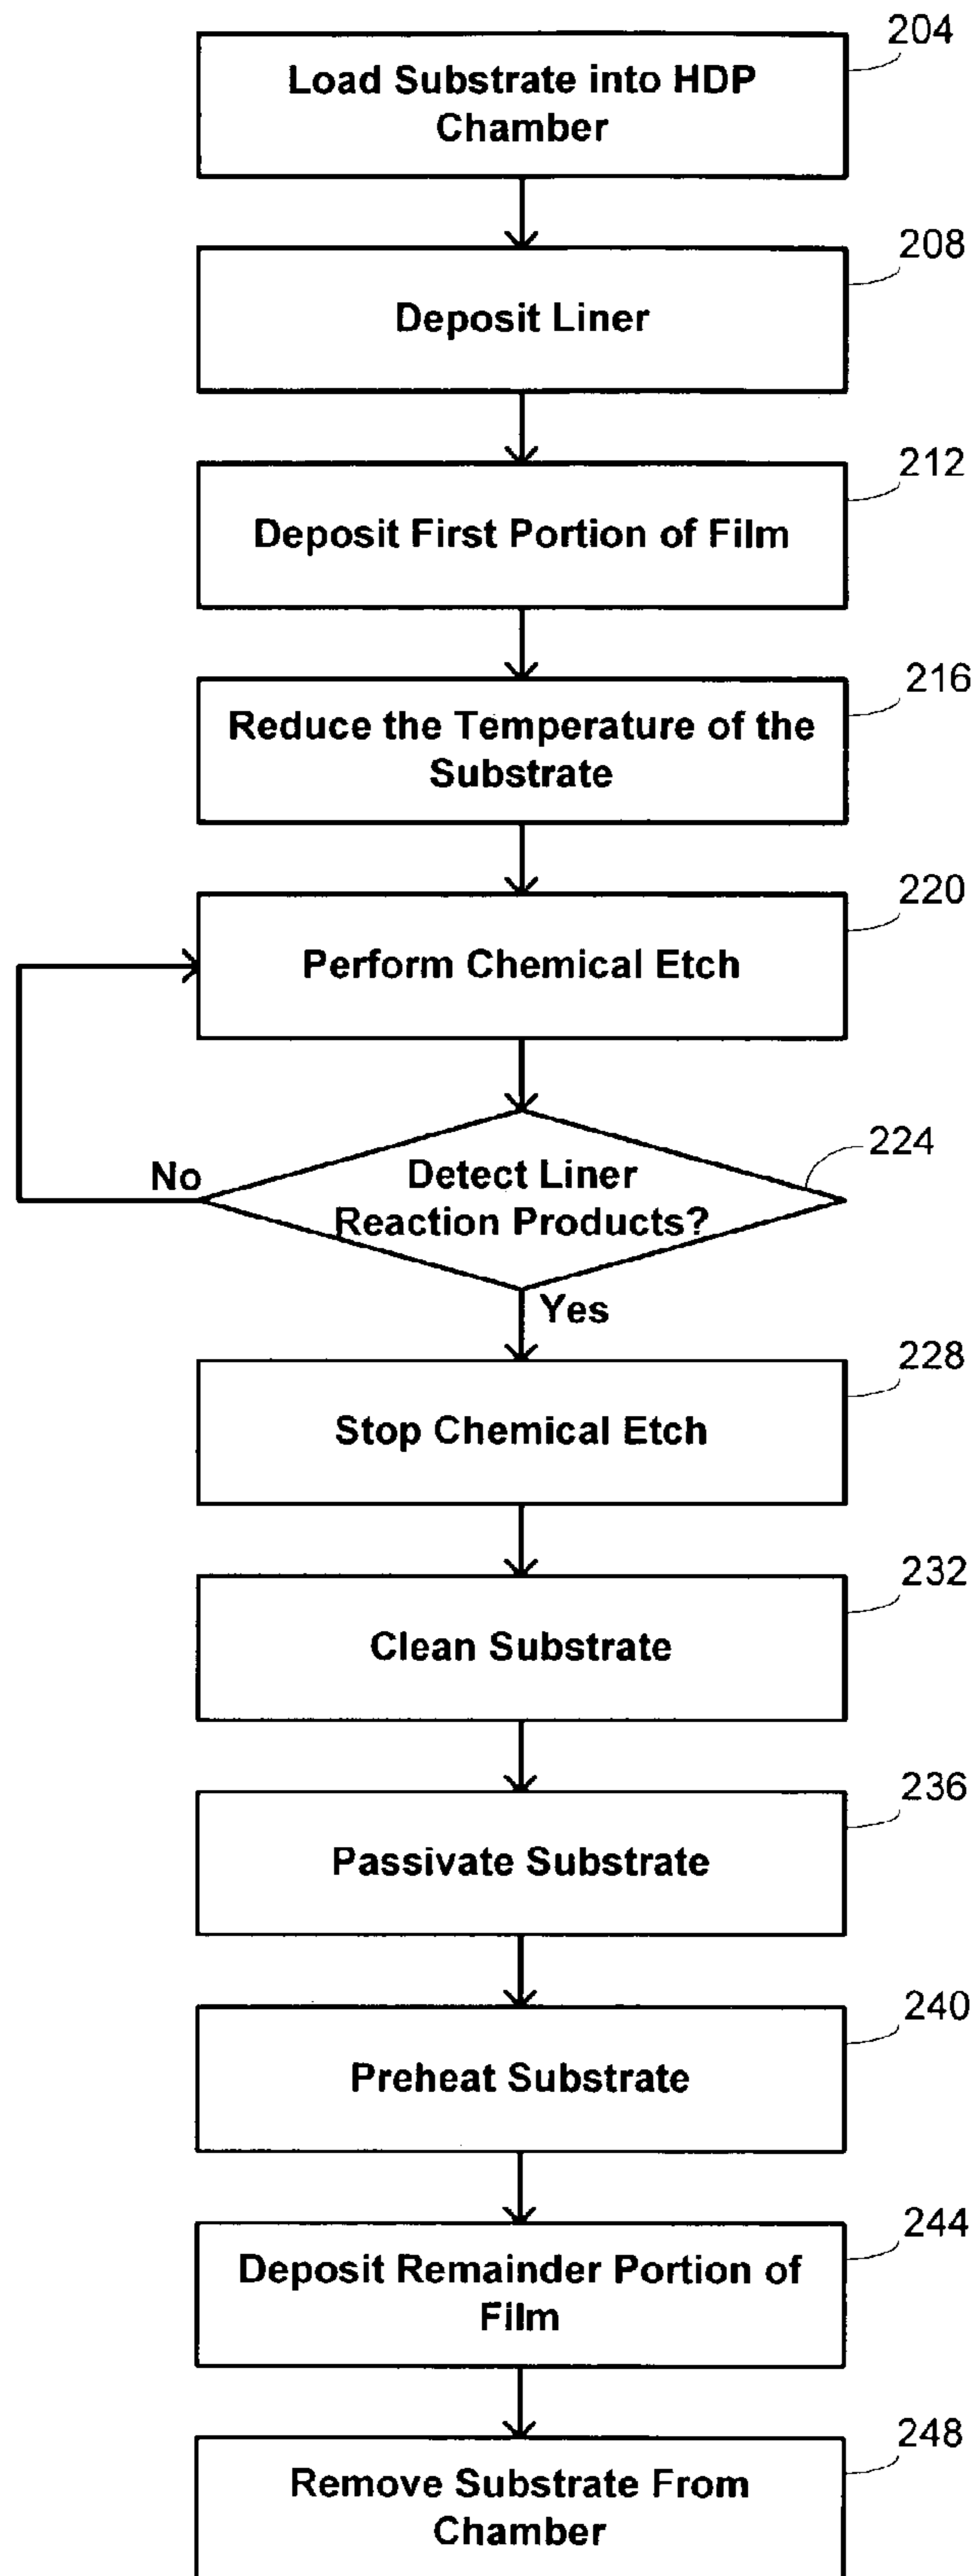 204
Load Substrate into HDP
Chamber
208
Deposit Liner
212
Deposit First Portion of Film
216
Reduce the Temperature of the
Substrate
220
Perform Chemical Etch
224
Detect Liner
Reaction Products?
No
Yes
228
Stop Chemical Etch
232
Clean Substrate
236
Passivate Substrate
240
Preheat Substrate
244
Deposit Remainder Portion of
Film
248
Remove Substrate From
Chamber